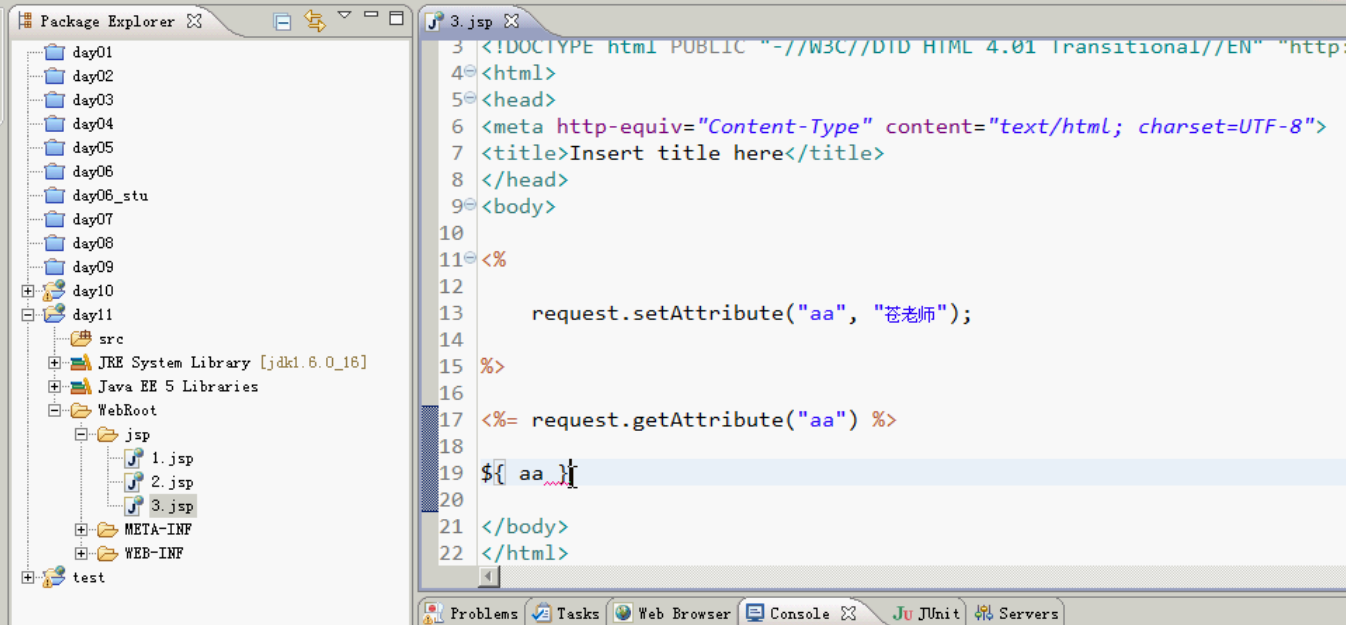 Package Explorer
day01
day02
day03
day04
day05
day06
day06_stu
day07
day08
day09
day10
day11
src
JRE System Library [jdk1.6.0_16]
Java EE 5 Libraries
WebRoot
jsp
1.jsp
2.jsp
3.jsp
META-INF
WEB-INF
test
3.jsp
3 <!DOCTYPE html PUBLIC "-//W3C//DTD HTML 4.01 Transitional//EN" "http:
4 <html>
5 <head>
6 <meta http-equiv="Content-Type" content="text/html; charset=UTF-8">
7 <title>Insert title here</title>
8 </head>
9 <body>
10
11 <%
12
13 request.setAttribute("aa", "苍老师");
14
15 %>
16
17 <%= request.getAttribute("aa") %>
18
19 ${ aa }
20
21 </body>
22 </html>
Problems Tasks Web Browser Console JUnit Servers